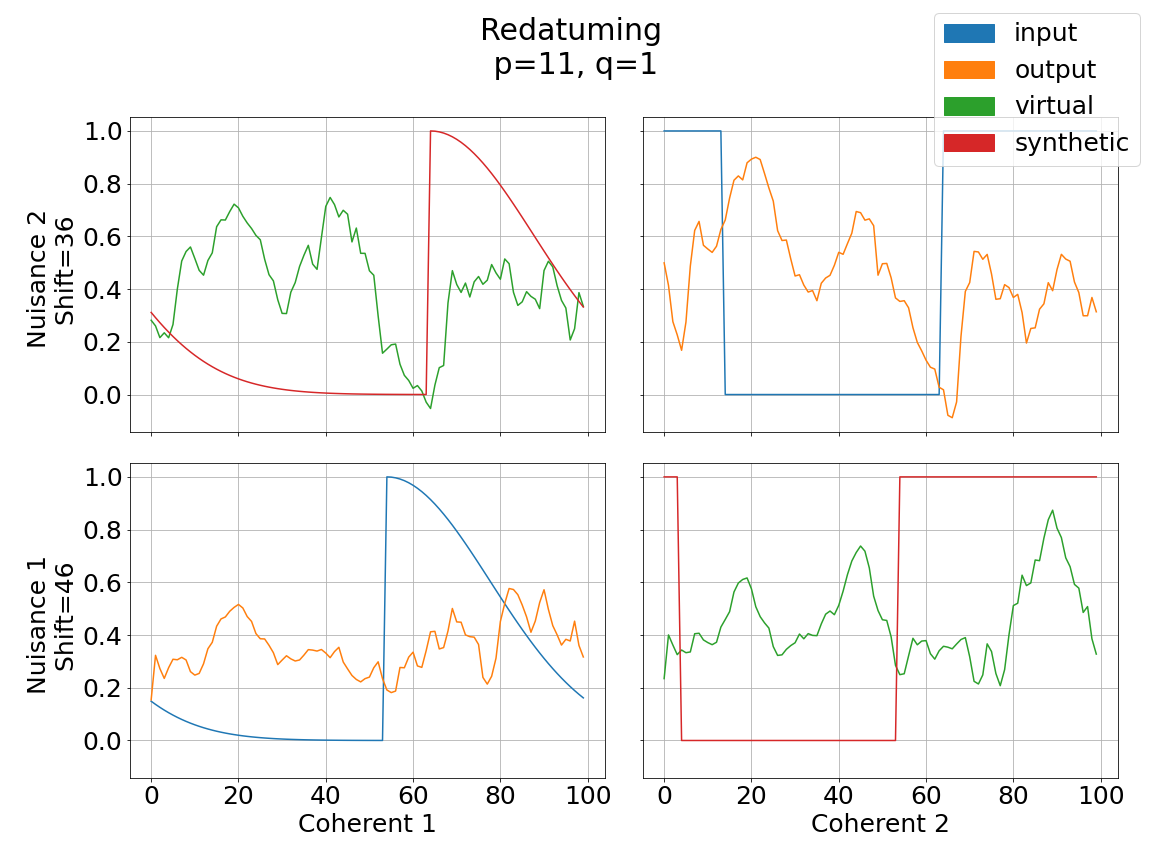 Redatuming
p=11, q=1
input
output
virtual
synthetic
Nuisance 2
Shift=36
1.0
0.8
0.6
0.4
0.2
0.0
Nuisance 1
Shift=46
1.0
0.8
0.6
0.4
0.2
0.0
0 20 40 60 80 100
0 20 40 60 80 100
Coherent 1
Coherent 2